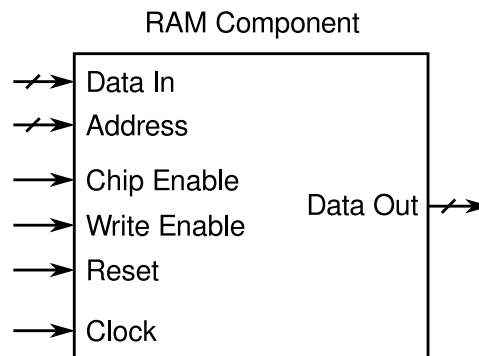 RAM Component
Data In
Address
Chip Enable
Data Out
Write Enable
Reset
Clock